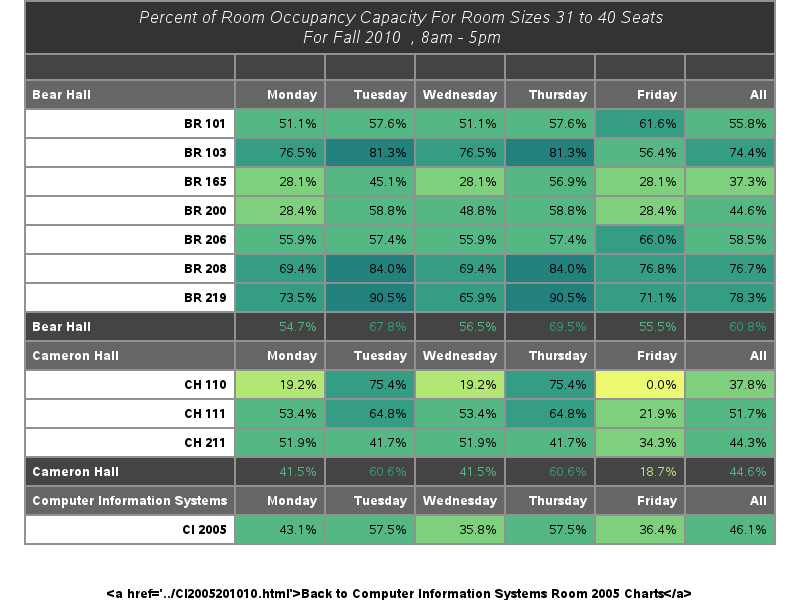 Percent of Room Occupancy Capacity For Room Sizes 31 to 40 Seats
For Fall 2010 , 8am - 5pm
Bear Hall Monday Tuesday Wednesday Thursday Friday All
BR 101 51.1% 57.6% 51.1% 57.6% 61.6% 55.8%
BR 103 76.5% 81.3% 76.5% 81.3% 56.4% 74.4%
BR 165 28.1% 45.1% 28.1% 56.9% 28.1% 37.3%
BR 200 28.4% 58.8% 48.8% 58.8% 28.4% 44.6%
BR 206 55.9% 57.4% 55.9% 57.4% 66.0% 58.5%
BR 208 69.4% 84.0% 69.4% 84.0% 76.8% 76.7%
BR 219 73.5% 90.5% 65.9% 90.5% 71.1% 78.3%
Bear Hall 54.7% 67.8% 56.5% 69.5% 55.5% 60.8%
Cameron Hall Monday Tuesday Wednesday Thursday Friday All
CH 110 19.2% 75.4% 19.2% 75.4% 0.0% 37.8%
CH 111 53.4% 64.8% 53.4% 64.8% 21.9% 51.7%
CH 211 51.9% 41.7% 51.9% 41.7% 34.3% 44.3%
Cameron Hall 41.5% 60.6% 41.5% 60.6% 18.7% 44.6%
Computer Information Systems Monday Tuesday Wednesday Thursday Friday All
CI 2005 43.1% 57.5% 35.8% 57.5% 36.4% 46.1%
<a href='../CI2005201010.html'>Back to Computer Information Systems Room 2005 Charts</a>